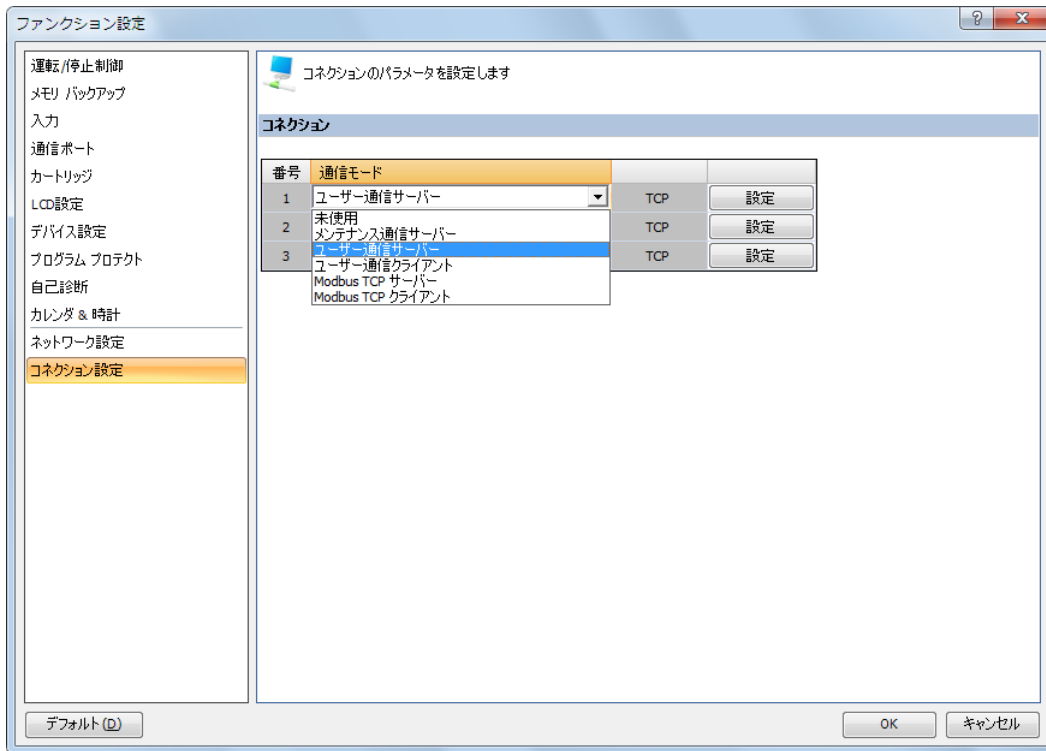 ファンクション設定
?
X
運転/停止制御
メモリ バックアップ
入力
通信ポート
カートリッジ
LCD設定
デバイス設定
プログラム プロテクト
自己診断
カレンダ & 時計
ネットワーク設定
コネクション設定
コネクションのパラメータを設定します
コネクション
番号 通信モード
1 ユーザー通信サーバー TCP 設定
2 TCP 設定
3 TCP 設定
未使用
メンテナンス通信サーバー
ユーザー通信サーバー
ユーザー通信クライアント
Modbus TCP サーバー
Modbus TCP クライアント
デフォルト(D)
OK
キャンセル